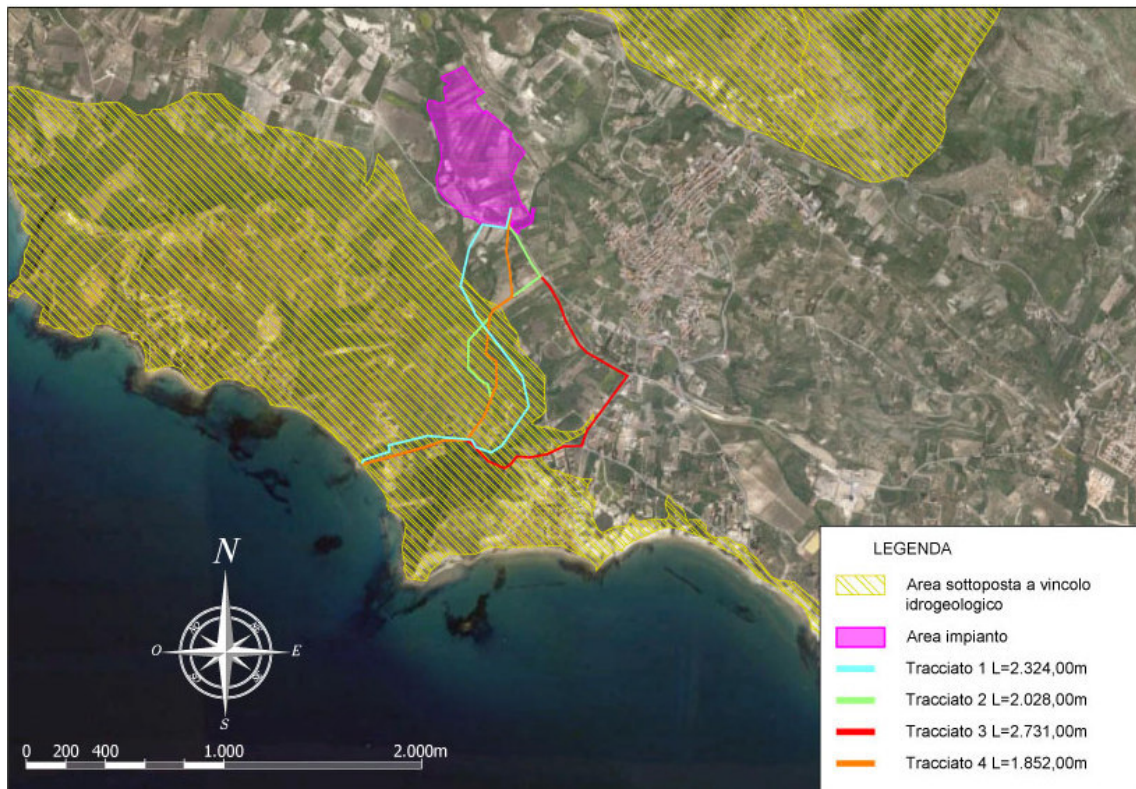 N
O
E
S
0 200 400 1.000 2.000m
LEGENDA
Area sottoposta a vincolo
idrogeologico
Area impianto
Tracciato 1 L=2.324,00m
Tracciato 2 L=2.028,00m
Tracciato 3 L=2.731,00m
Tracciato 4 L=1.852,00m